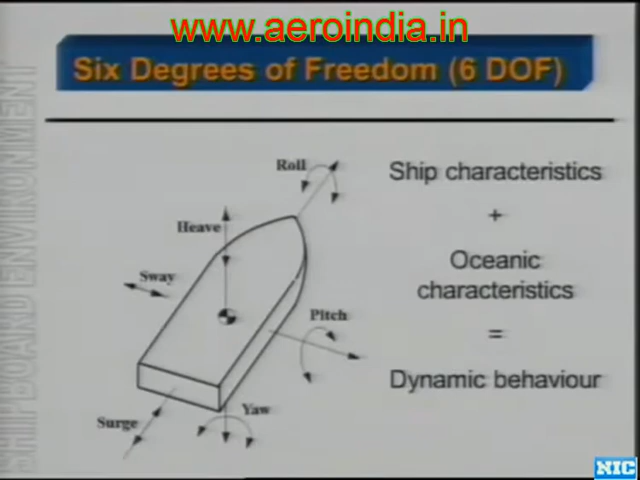 www.aeroindia.in
Six Degrees of Freedom (6 DOF)
SHIPBOARD ENVIRONMENT
Roll
Heave
Sway
Pitch
Yaw
Surge
Ship characteristics
+
Oceanic
characteristics
=
Dynamic behaviour
NIC